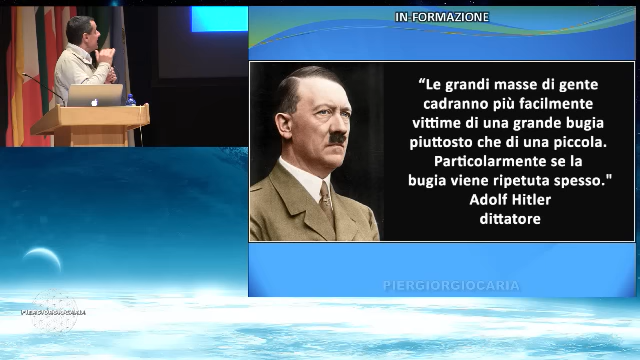 IN-FORMAZIONE
“Le grandi masse di gente
cadranno più facilmente
vittime di una grande bugia
piuttosto che di una piccola.
Particolarmente se la
bugia viene ripetuta spesso."
Adolf Hitler
dittatore
PIERGIORGIOCARIA
PIERGIORGIOCARIA